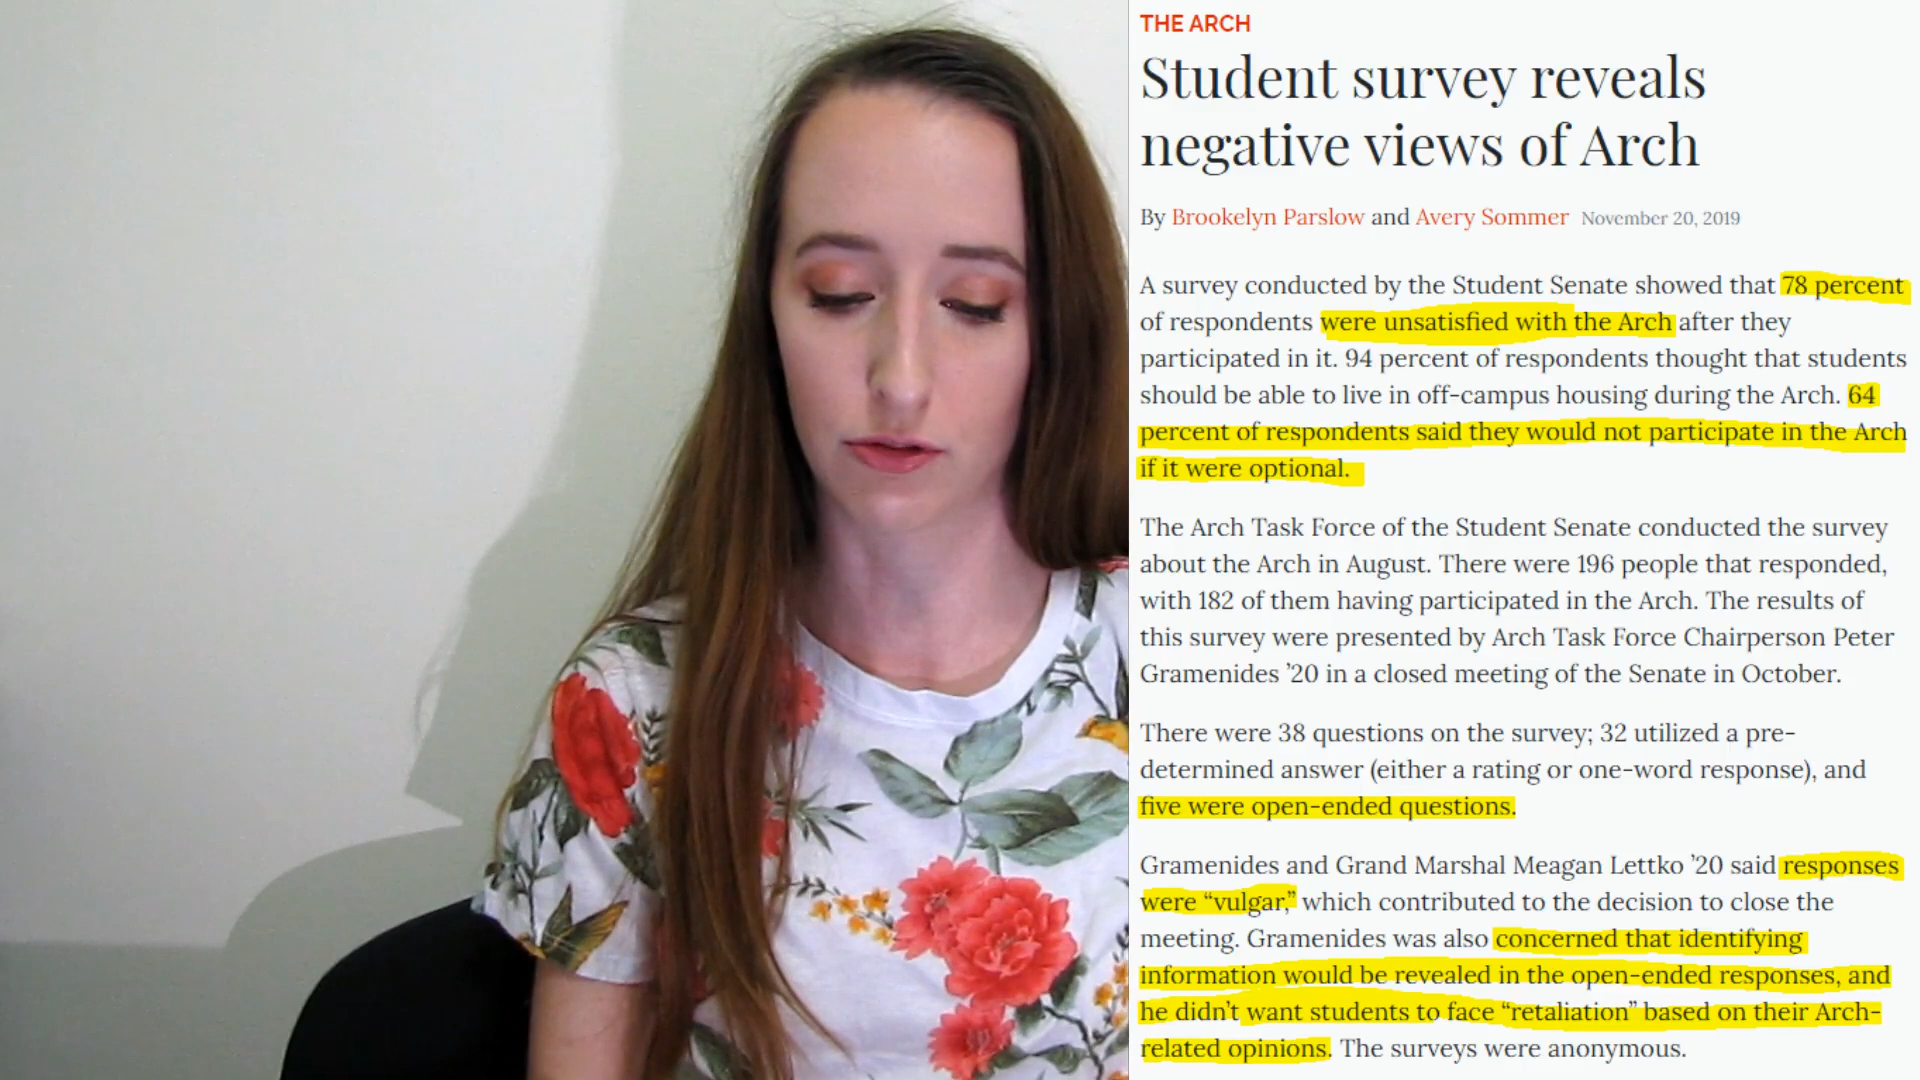 THE ARCH
Student survey reveals
negative views of Arch
By Brookelyn Parslow and Avery Sommer November 20, 2019
A survey conducted by the Student Senate showed that 78 percent
of respondents were unsatisfied with the Arch after they
participated in it. 94 percent of respondents thought that students
should be able to live in off-campus housing during the Arch. 64
percent of respondents said they would not participate in the Arch
if it were optional.
The Arch Task Force of the Student Senate conducted the survey
about the Arch in August. There were 196 people that responded,
with 182 of them having participated in the Arch. The results of
this survey were presented by Arch Task Force Chairperson Peter
Gramenides ’20 in a closed meeting of the Senate in October.
There were 38 questions on the survey; 32 utilized a pre-
determined answer (either a rating or one-word response), and
five were open-ended questions.
Gramenides and Grand Marshal Meagan Lettko ’20 said responses
were “vulgar,” which contributed to the decision to close the
meeting. Gramenides was also concerned that identifying
information would be revealed in the open-ended responses, and
he didn’t want students to face “retaliation” based on their Arch-
related opinions. The surveys were anonymous.